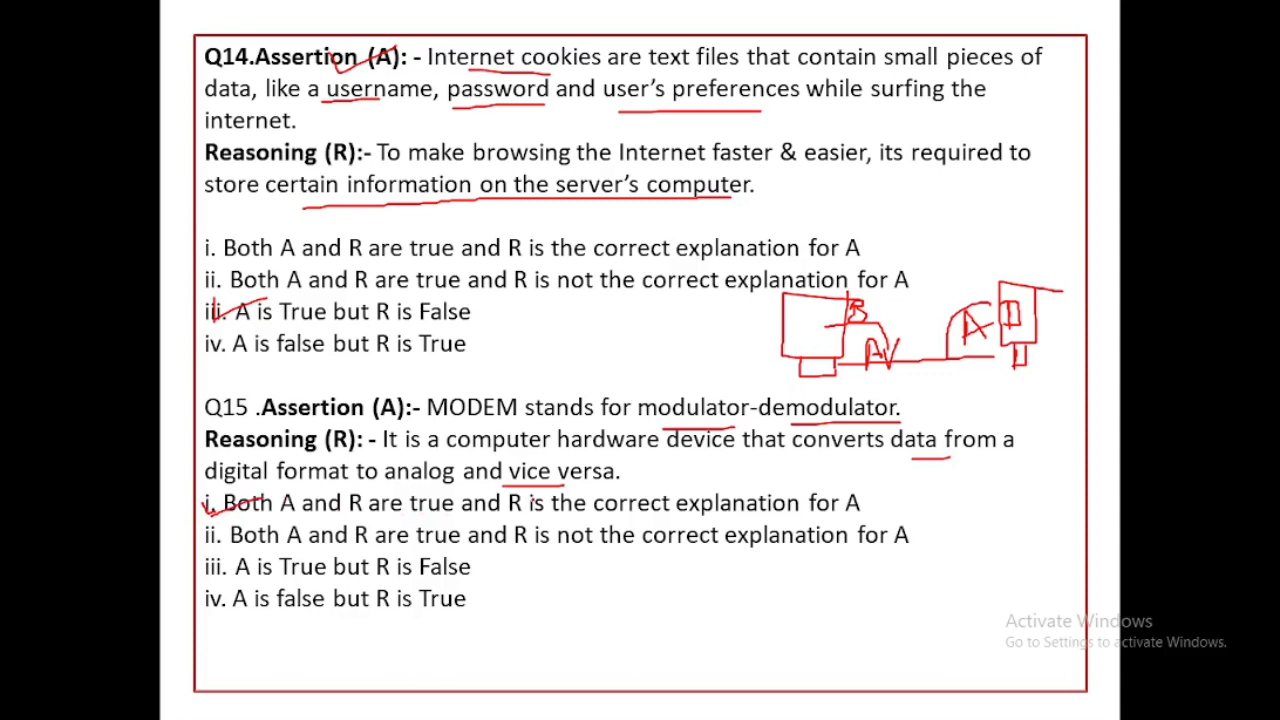 Q14.Assertion (A): - Internet cookies are text files that contain small pieces of
data, like a username, password and user's preferences while surfing the
internet.
Reasoning (R):- To make browsing the Internet faster & easier, its required to
store certain information on the server's computer.
i. Both A and R are true and R is the correct explanation for A
ii. Both A and R are true and R is not the correct explanation for A
iii. A is True but R is False
iv. A is false but R is True
B
A
D
A
Q15 .Assertion (A):- MODEM stands for modulator-demodulator.
Reasoning (R): - It is a computer hardware device that converts data from a
digital format to analog and vice versa.
i. Both A and R are true and R is the correct explanation for A
ii. Both A and R are true and R is not the correct explanation for A
iii. A is True but R is False
iv. A is false but R is True
Activate Windows
Go to Settings to activate Windows.